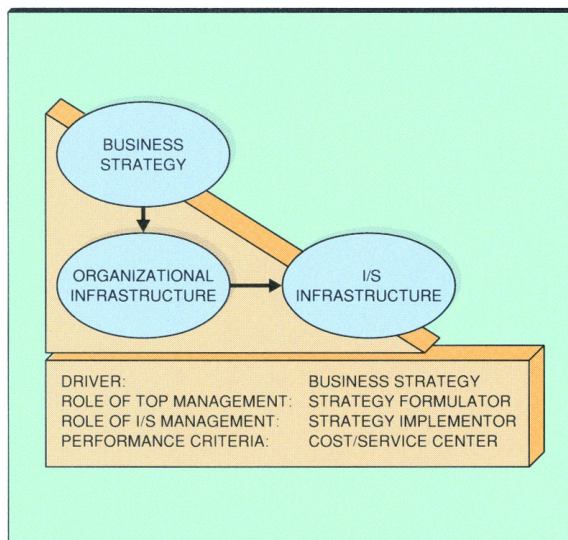 BUSINESS
STRATEGY
ORGANIZATIONAL
INFRASTRUCTURE
I/S
INFRASTRUCTURE
DRIVER: BUSINESS STRATEGY
ROLE OF TOP MANAGEMENT: STRATEGY FORMULATOR
ROLE OF I/S MANAGEMENT: STRATEGY IMPLEMENTOR
PERFORMANCE CRITERIA: COST/SERVICE CENTER